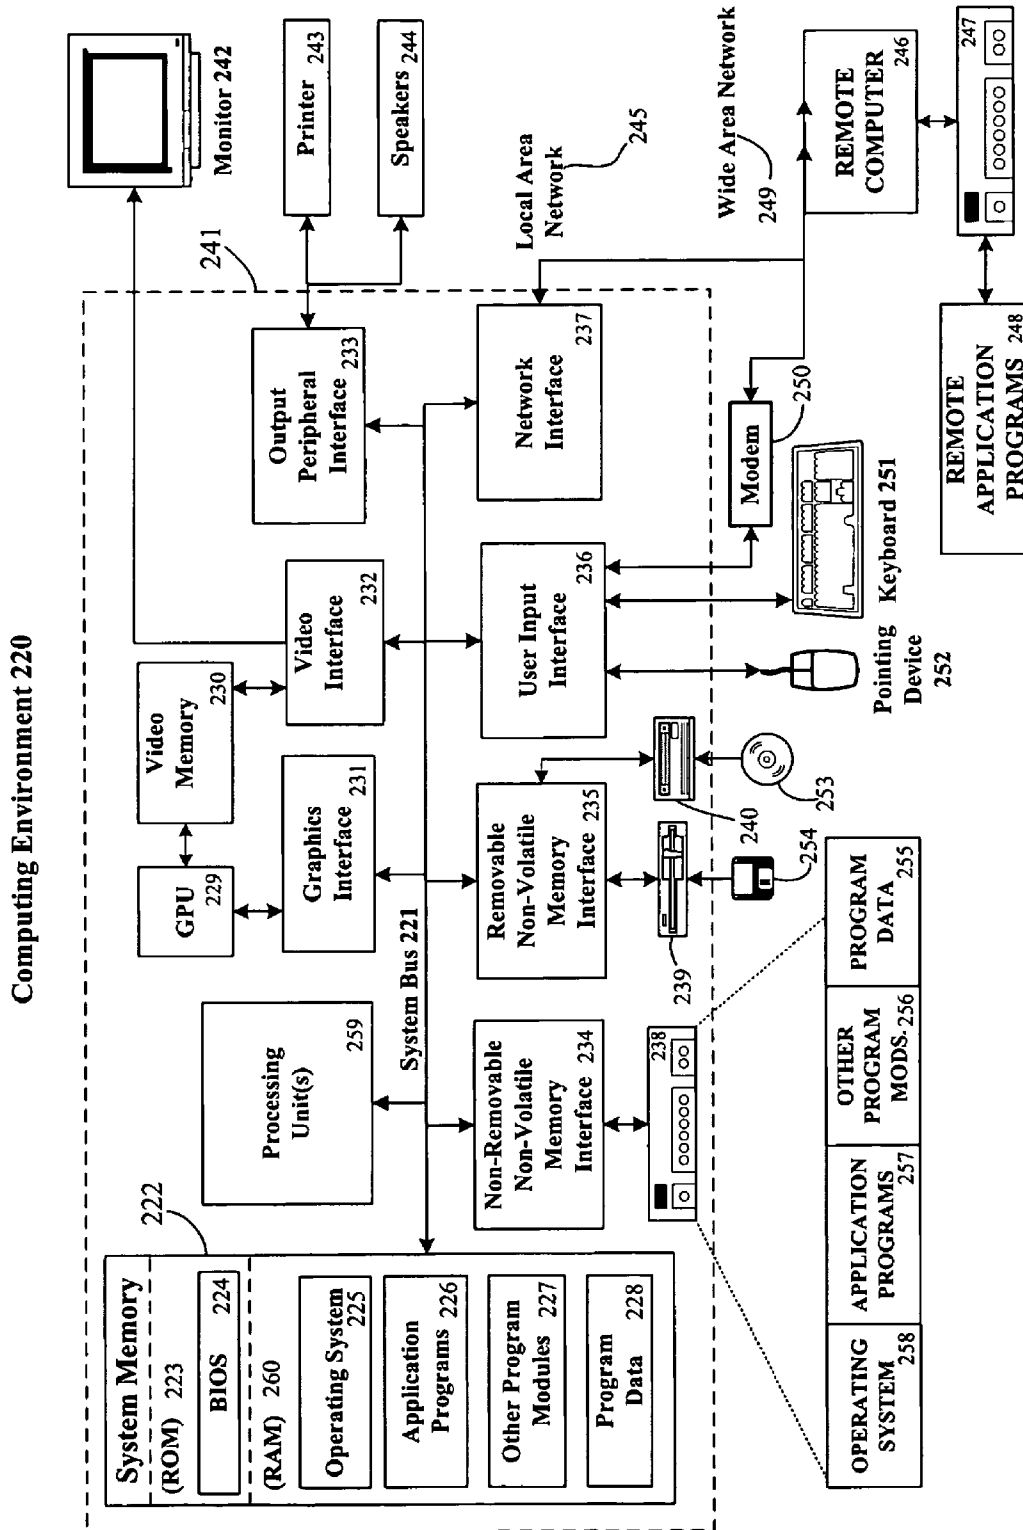 Computing Environment 220
System Memory
222
(ROM) 223
BIOS
224
(RAM) 260
Operating System
225
Application
Programs
226
Other Program
Modules
227
Program
Data
228
Processing
Unit(s)
259
GPU
229
Video
Memory
230
Graphics
Interface
231
Video
Interface
232
Output
Peripheral
Interface
233
241
Monitor 242
Printer
243
Speakers
244
System Bus 221
Non-Removable
Non-Volatile
Memory
Interface
234
Removable
Non-Volatile
Memory
Interface
235
User Input
Interface
236
Network
Interface
237
Local Area
Network
245
238
239
240
254
253
Pointing
Device
252
Keyboard 251
Modem
250
Wide Area Network
249
REMOTE
COMPUTER
246
247
REMOTE
APPLICATION
PROGRAMS
248
OPERATING
SYSTEM
258
APPLICATION
PROGRAMS
257
OTHER
PROGRAM
MODS.
256
PROGRAM
DATA
255